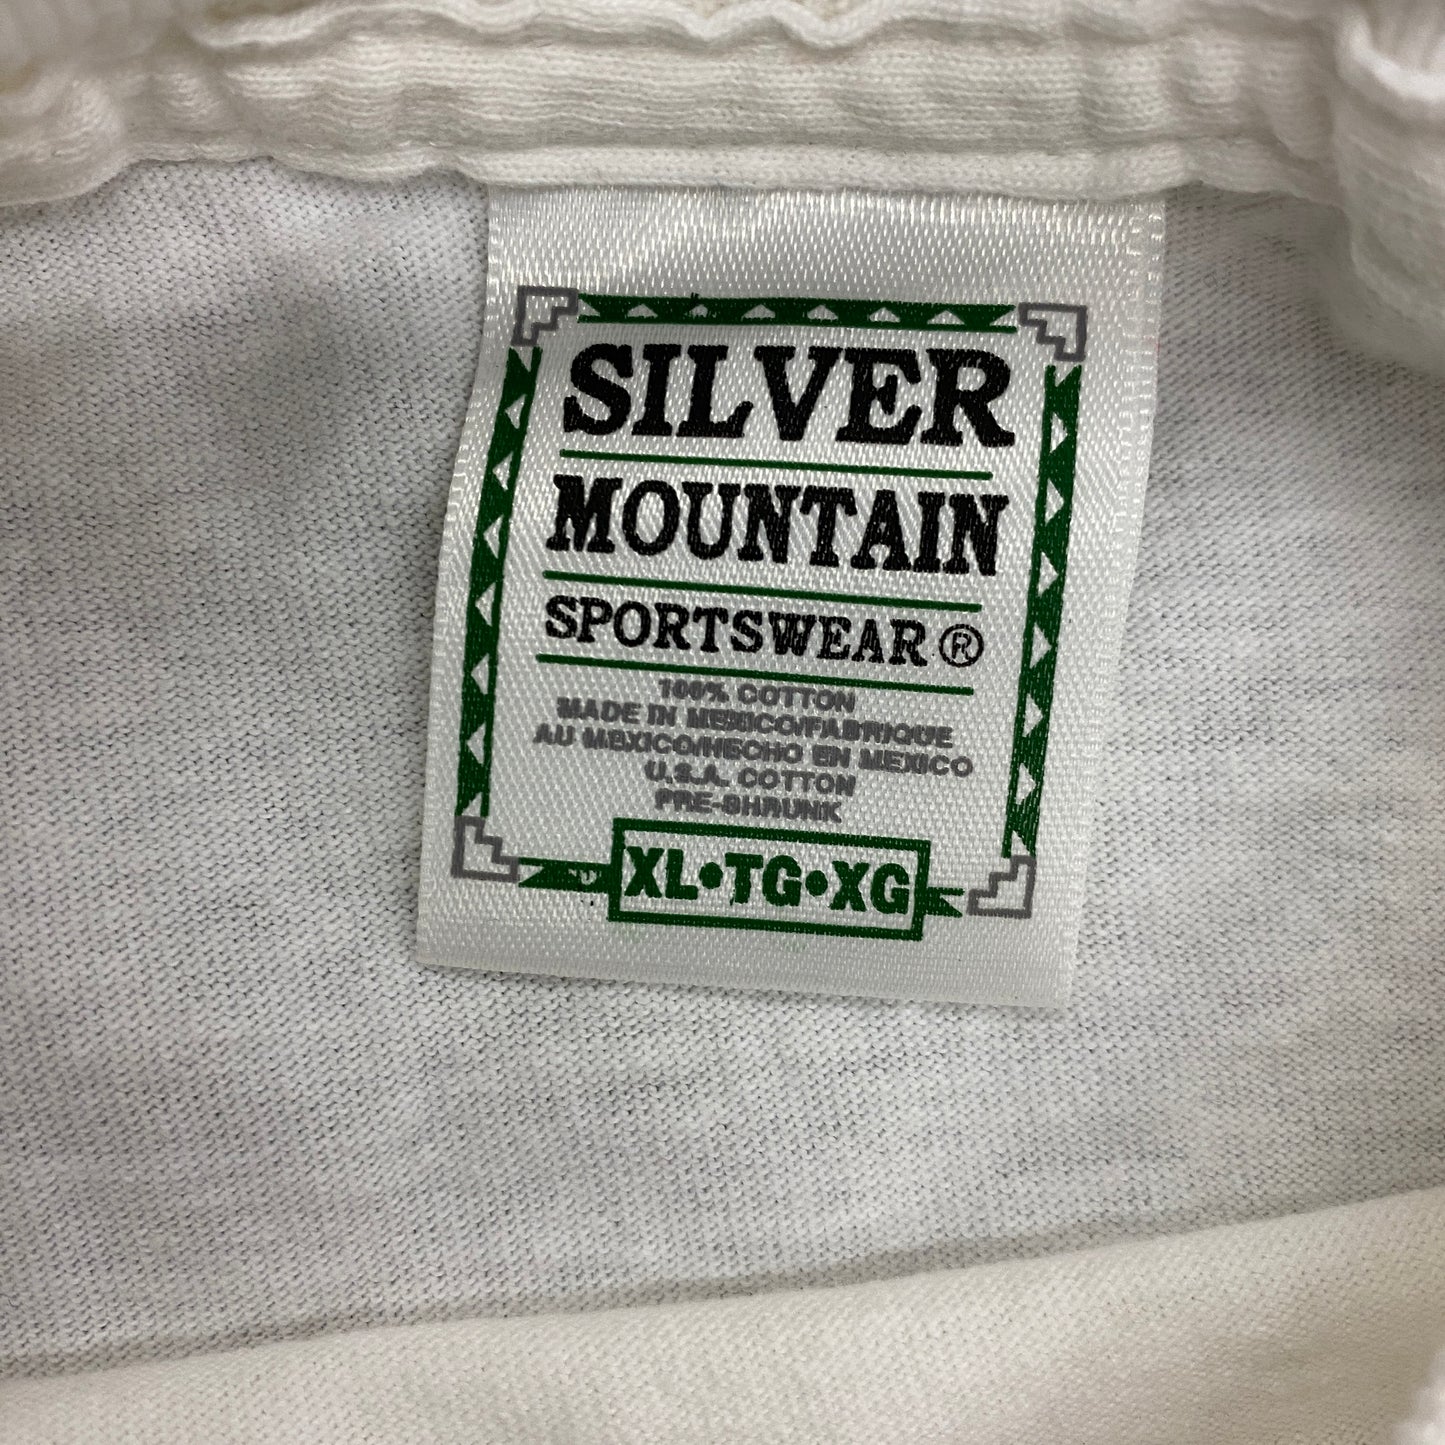 SILVER
MOUNTAIN
SPORTSWEAR®
100% COTTON
MADE IN MEXICO/FABRIQUE
AU MEXICO/HECHO EN MEXICO
U.S.A. COTTON
PRE-SHRUNK
XL•TG•XG